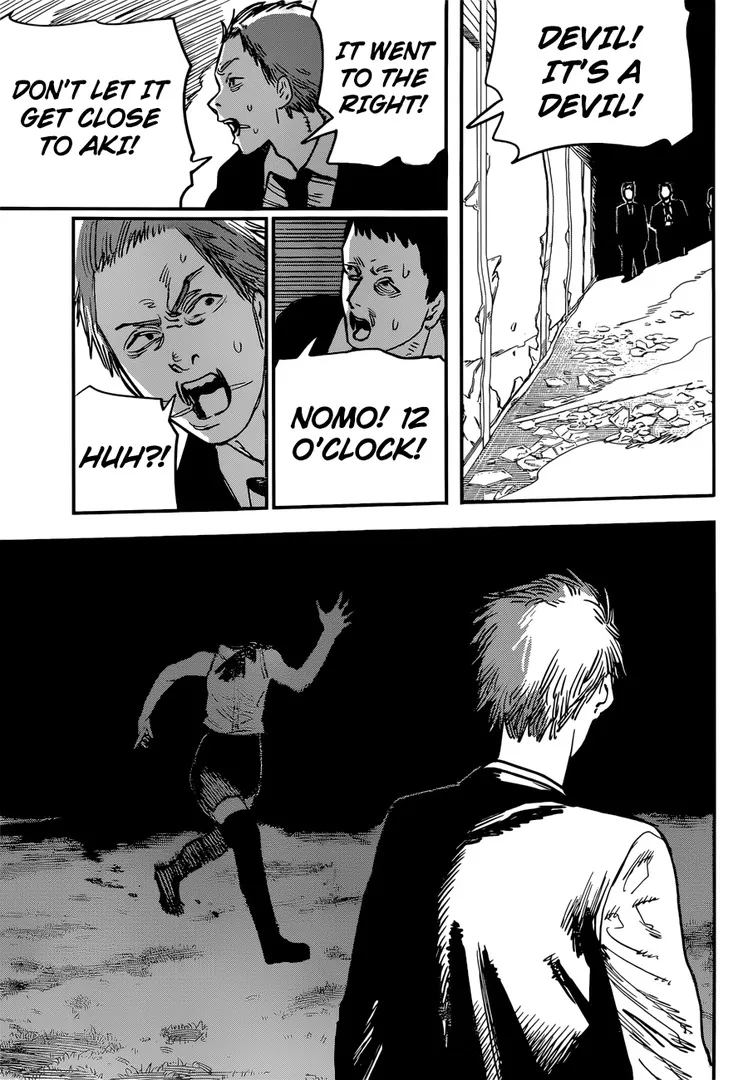 DEVIL!
IT'S A
DEVIL!
IT WENT
TO THE
RIGHT!
DON'T LET IT
GET CLOSE
TO AKI!
NOMO! 12
O'CLOCK!
HUH?!